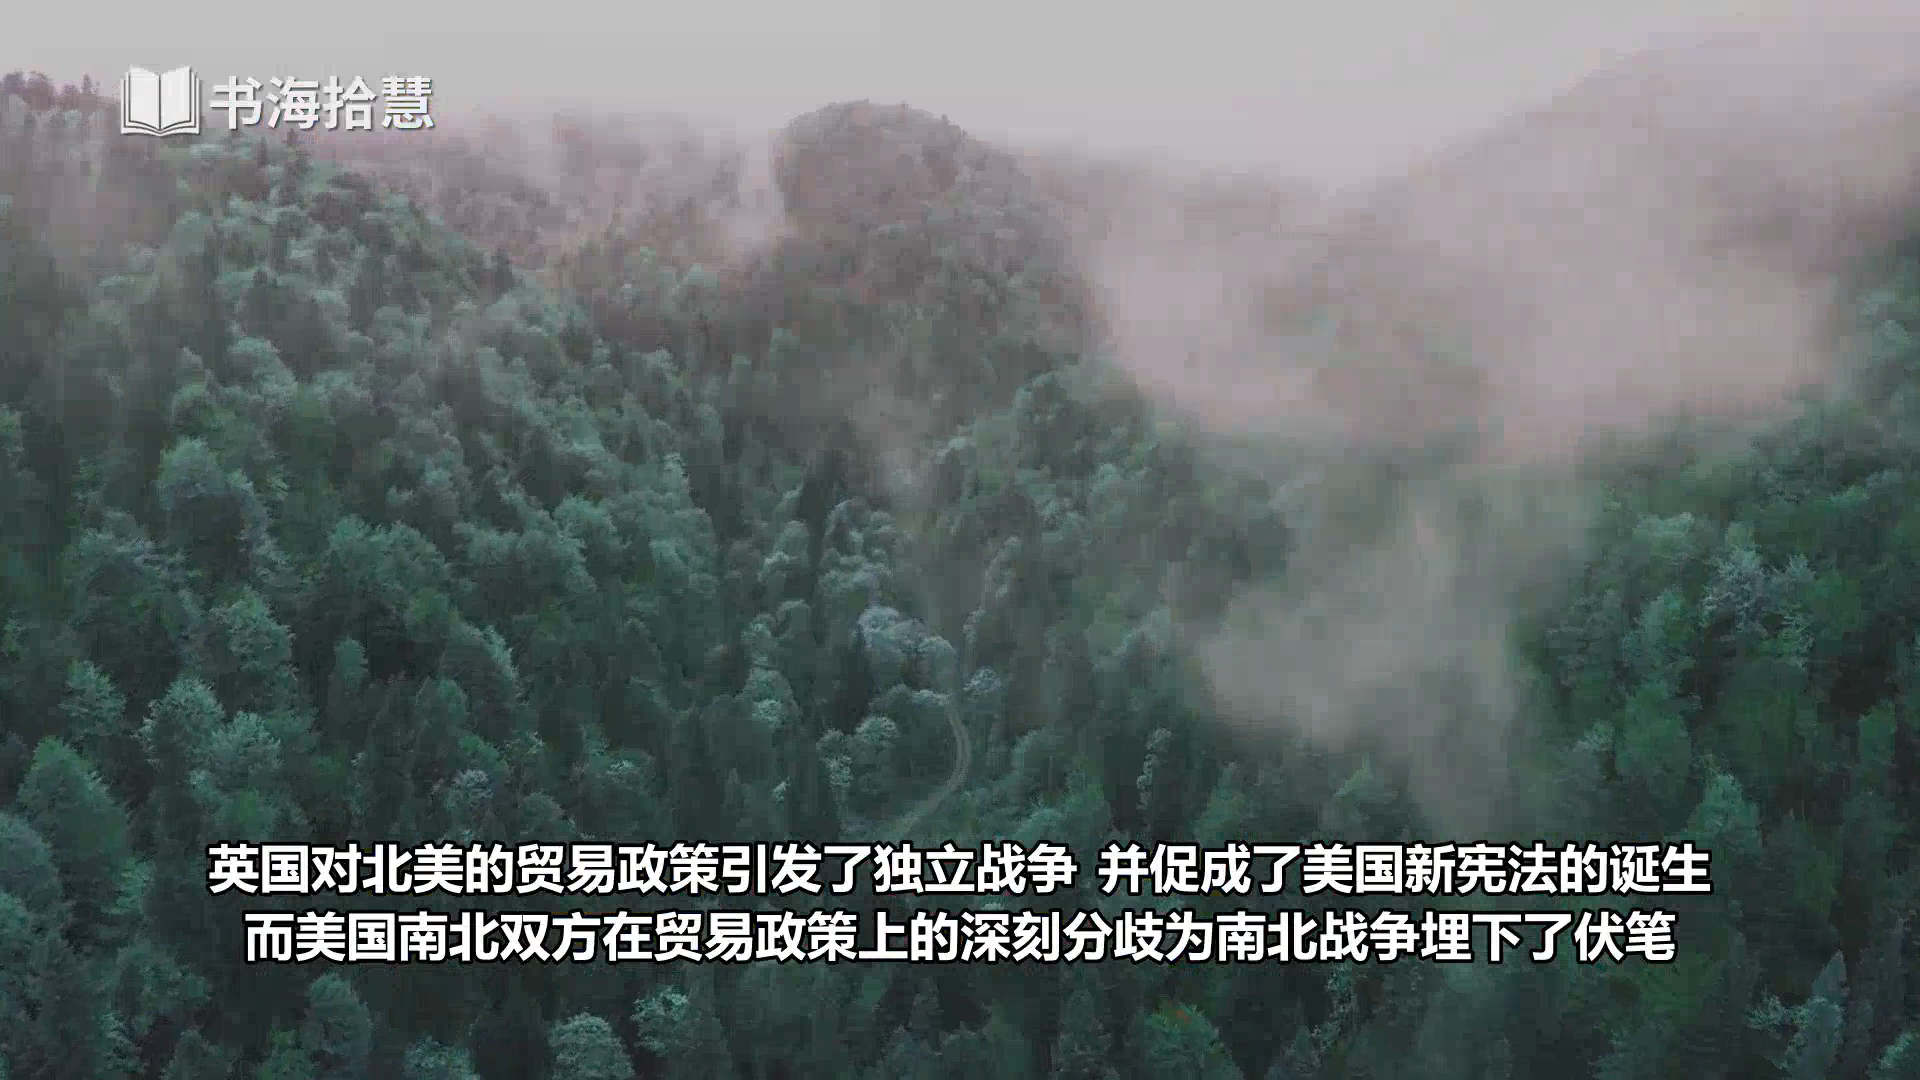 书海拾慧
英国对北美的贸易政策引发了独立战争 并促成了美国新宪法的诞生
而美国南北双方在贸易政策上的深刻分歧为南北战争埋下了伏笔